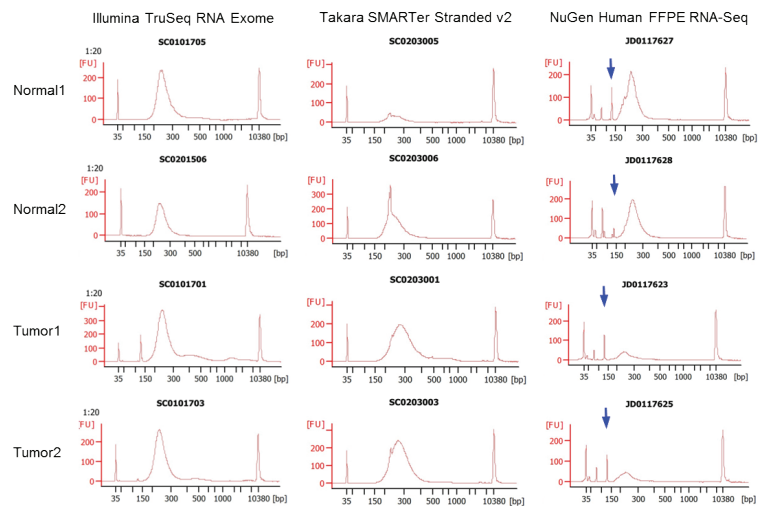 Illumina TruSeq RNA Exome
Takara SMARTer Stranded v2
NuGen Human FFPE RNA-Seq
Normal1
SC0101705
1:20
[FU]
200
100
0
35 150 300 500 1000 10380 [bp]
SC0203005
[FU]
200
100
0
35 150 300 500 1000 10380 [bp]
JD0117627
[FU]
200
100
0
35 150 300 500 1000 10380 [bp]
Normal2
SC0201506
1:20
[FU]
200
100
0
35 150 300 500 1000 10380 [bp]
SC0203006
[FU]
300
200
100
0
35 150 300 500 1000 10380 [bp]
JD0117628
[FU]
200
100
0
35 150 300 500 1000 10380 [bp]
Tumor1
SC0101701
1:20
[FU]
300
200
100
0
35 150 300 500 1000 10380 [bp]
SC0203001
[FU]
200
100
0
35 150 300 500 1000 10380 [bp]
JD0117623
[FU]
200
100
0
35 150 300 500 1000 10380 [bp]
Tumor2
SC0101703
1:20
[FU]
200
100
0
35 150 300 500 1000 10380 [bp]
SC0203003
[FU]
300
200
100
0
35 150 300 500 1000 10380 [bp]
JD0117625
[FU]
200
100
0
35 150 300 500 1000 10380 [bp]